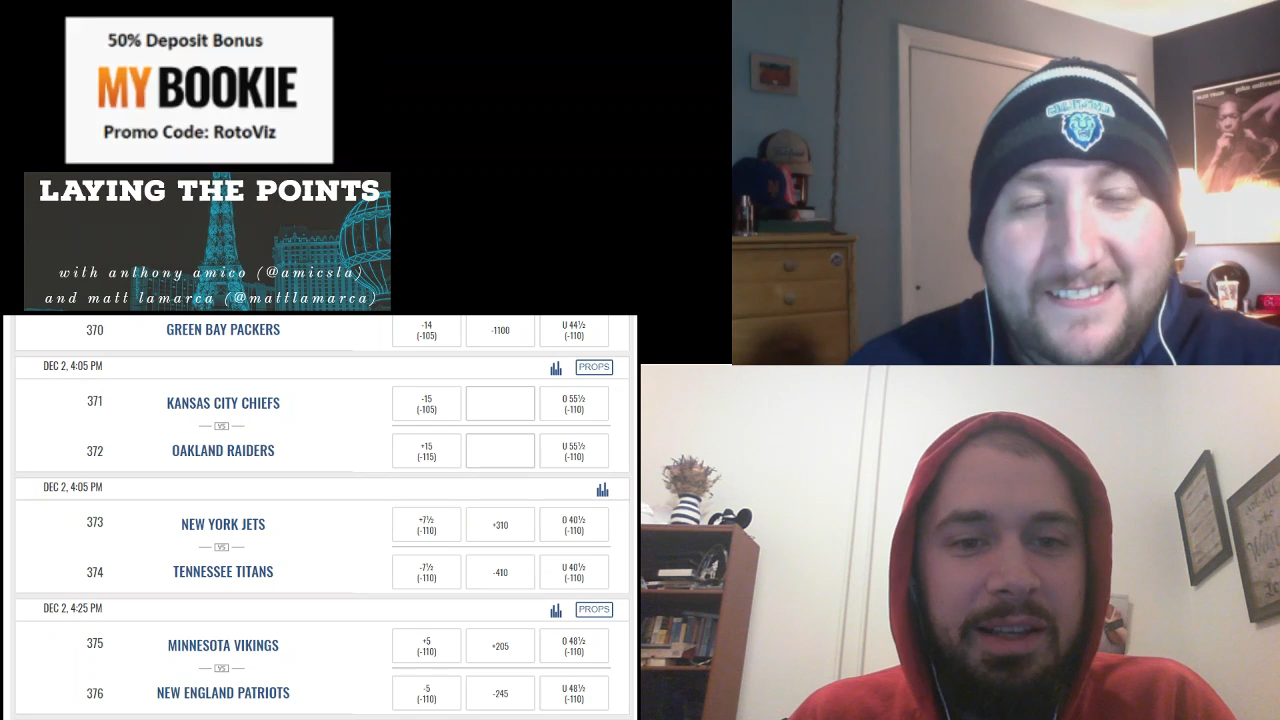 50% Deposit Bonus
MY BOOKIE
Promo Code: RotoViz
LAYING THE POINTS
with anthony amico (@amicsta)
and matt lamarca (@mattlamarca)
370 GREEN BAY PACKERS -14 (-105) -1100 U 44½ (-110)
DEC 2, 4:05 PM PROPS
371 KANSAS CITY CHIEFS -15 (-105) O 55½ (-110)
VS
372 OAKLAND RAIDERS +15 (-115) U 55½ (-110)
DEC 2, 4:05 PM
373 NEW YORK JETS +7½ (-110) +310 O 40½ (-110)
VS
374 TENNESSEE TITANS -7½ (-110) -410 U 40½ (-110)
DEC 2, 4:25 PM PROPS
375 MINNESOTA VIKINGS +5 (-110) +205 O 48½ (-110)
VS
376 NEW ENGLAND PATRIOTS -5 (-110) -245 U 48½ (-110)
john coltrane